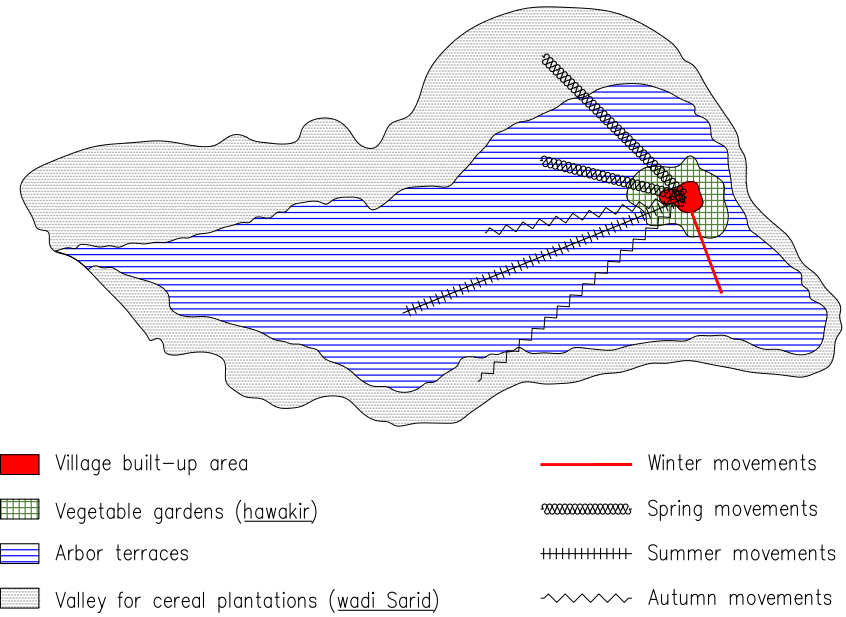 Village built-up area
Vegetable gardens (hawakir)
Arbor terraces
Valley for cereal plantations (wadi Sarid)
Winter movements
Spring movements
Summer movements
Autumn movements